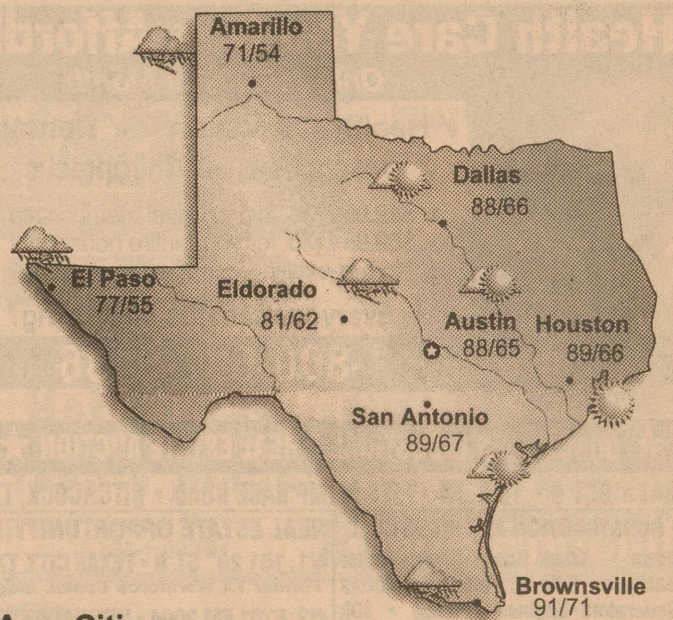 Amarillo
71/54
Dallas
88/66
El Paso
77/55
Eldorado
81/62
Austin
88/65
Houston
89/66
San Antonio
89/67
Brownsville
91/71